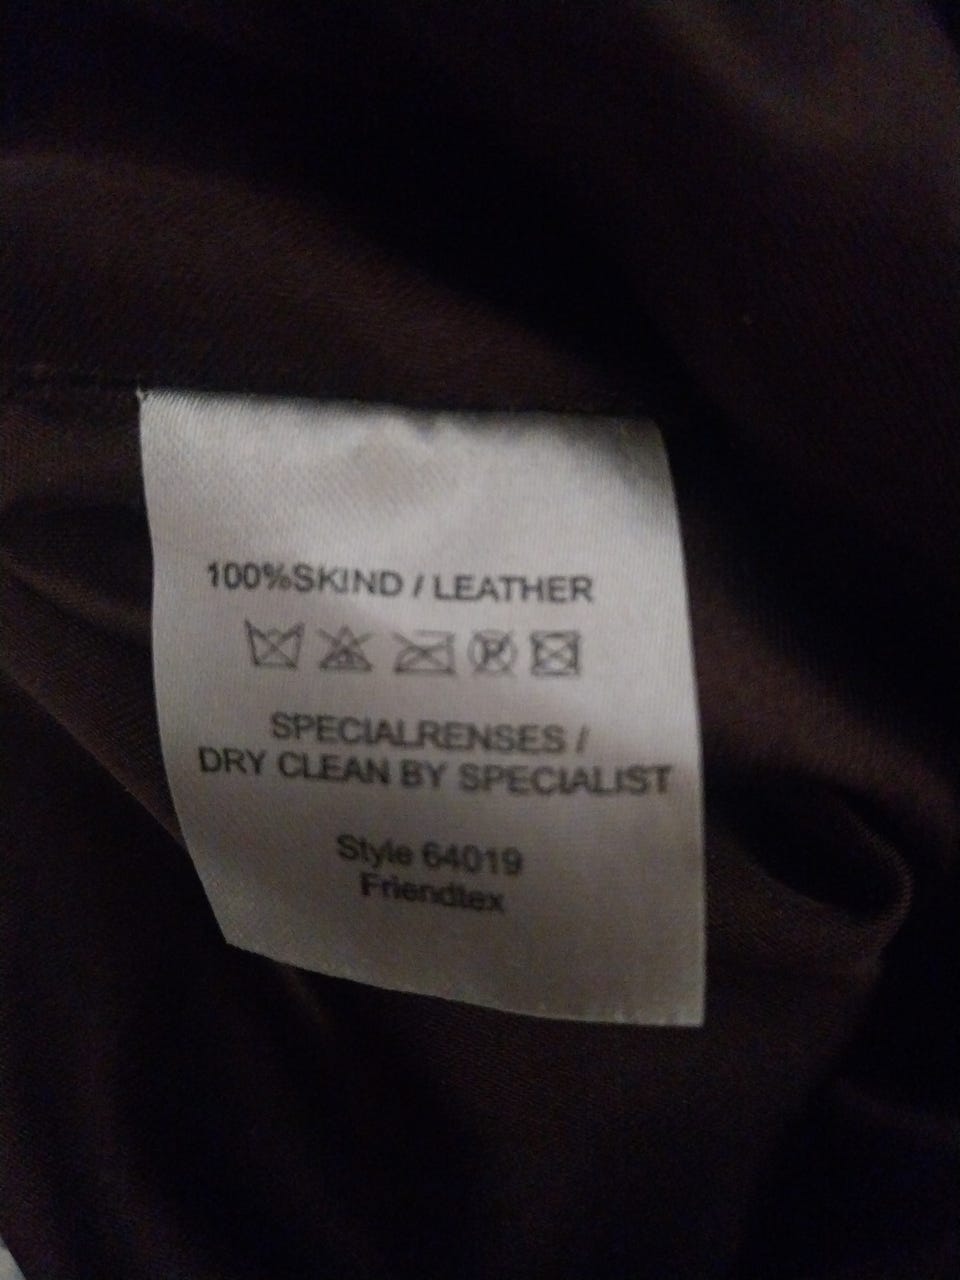 100%SKIND / LEATHER
SPECIALRENSES /
DRY CLEAN BY SPECIALIST
Style 64019
Friendtex